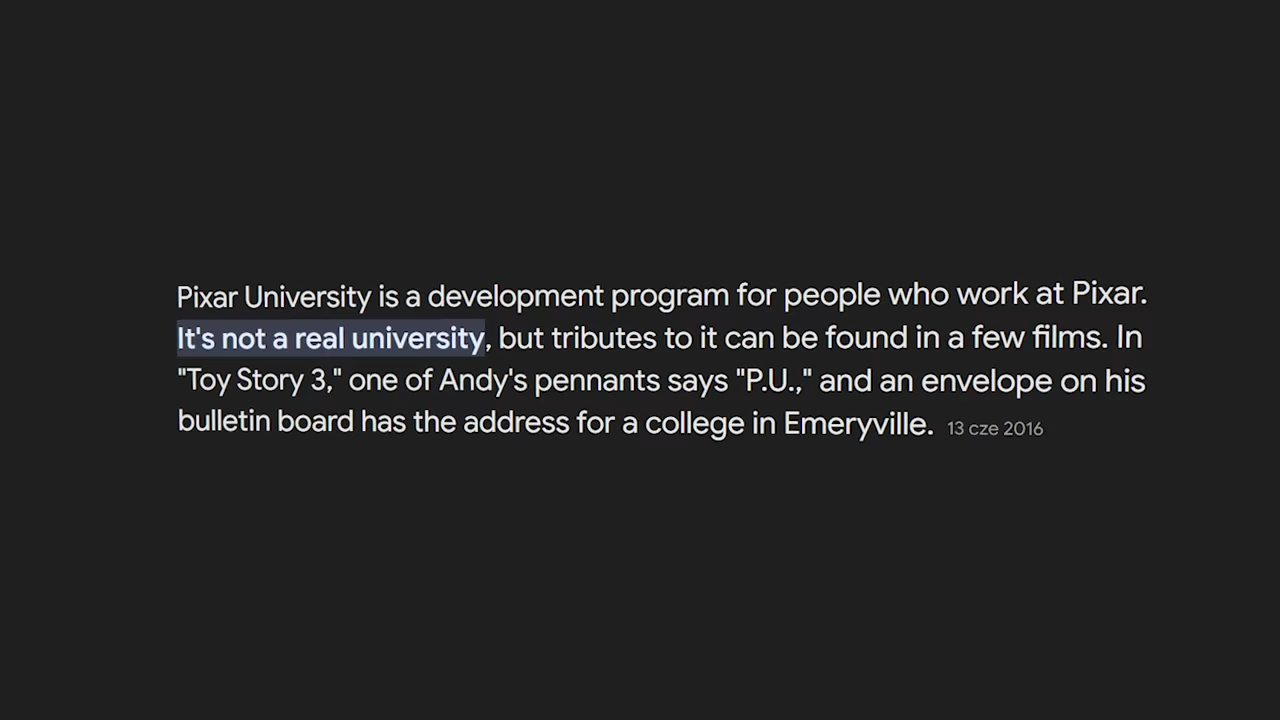 Pixar University is a development program for people who work at Pixar.
It's not a real university, but tributes to it can be found in a few films. In
"Toy Story 3," one of Andy's pennants says "P.U.," and an envelope on his
bulletin board has the address for a college in Emeryville. 13 cze 2016